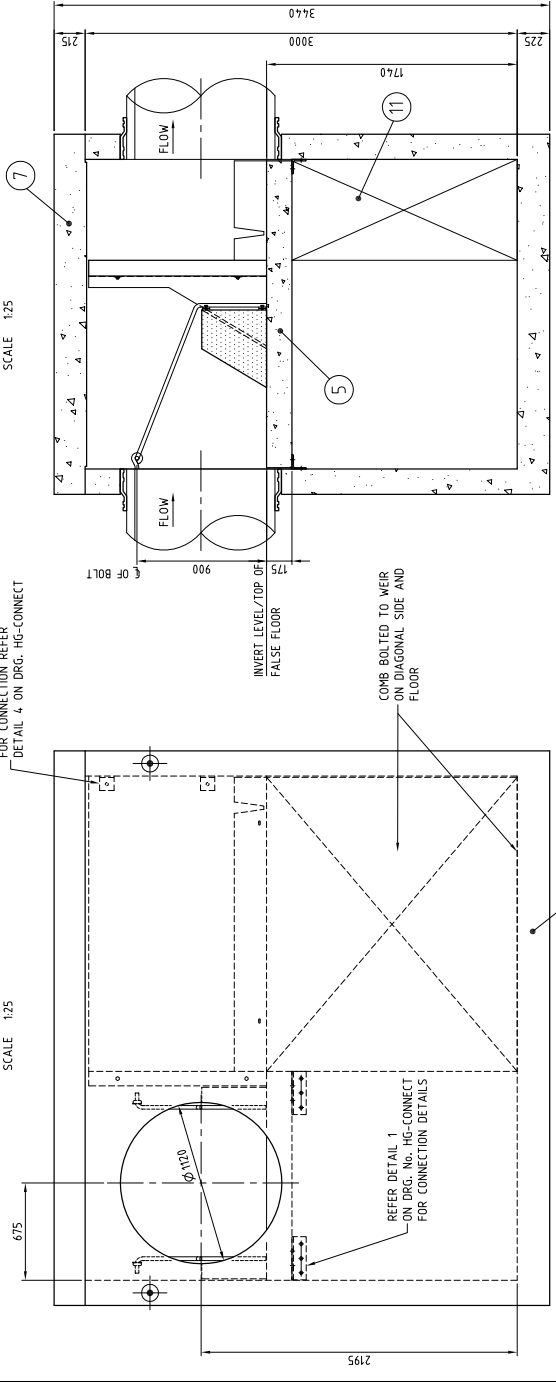 SCALE 1:25
7
215
3440
3000
1740
225
FLOW
11
5
FLOW
℄ OF BOLT
900
175
INVERT LEVEL/TOP OF
FALSE FLOOR
SCALE 1:25
FOR CONNECTION REFER
DETAIL 4 ON DRG. HG-CONNECT
COMB BOLTED TO WEIR
ON DIAGONAL SIDE AND
FLOOR
675
Ø1120
REFER DETAIL 1
ON DRG. No. HG-CONNECT
FOR CONNECTION DETAILS
2195